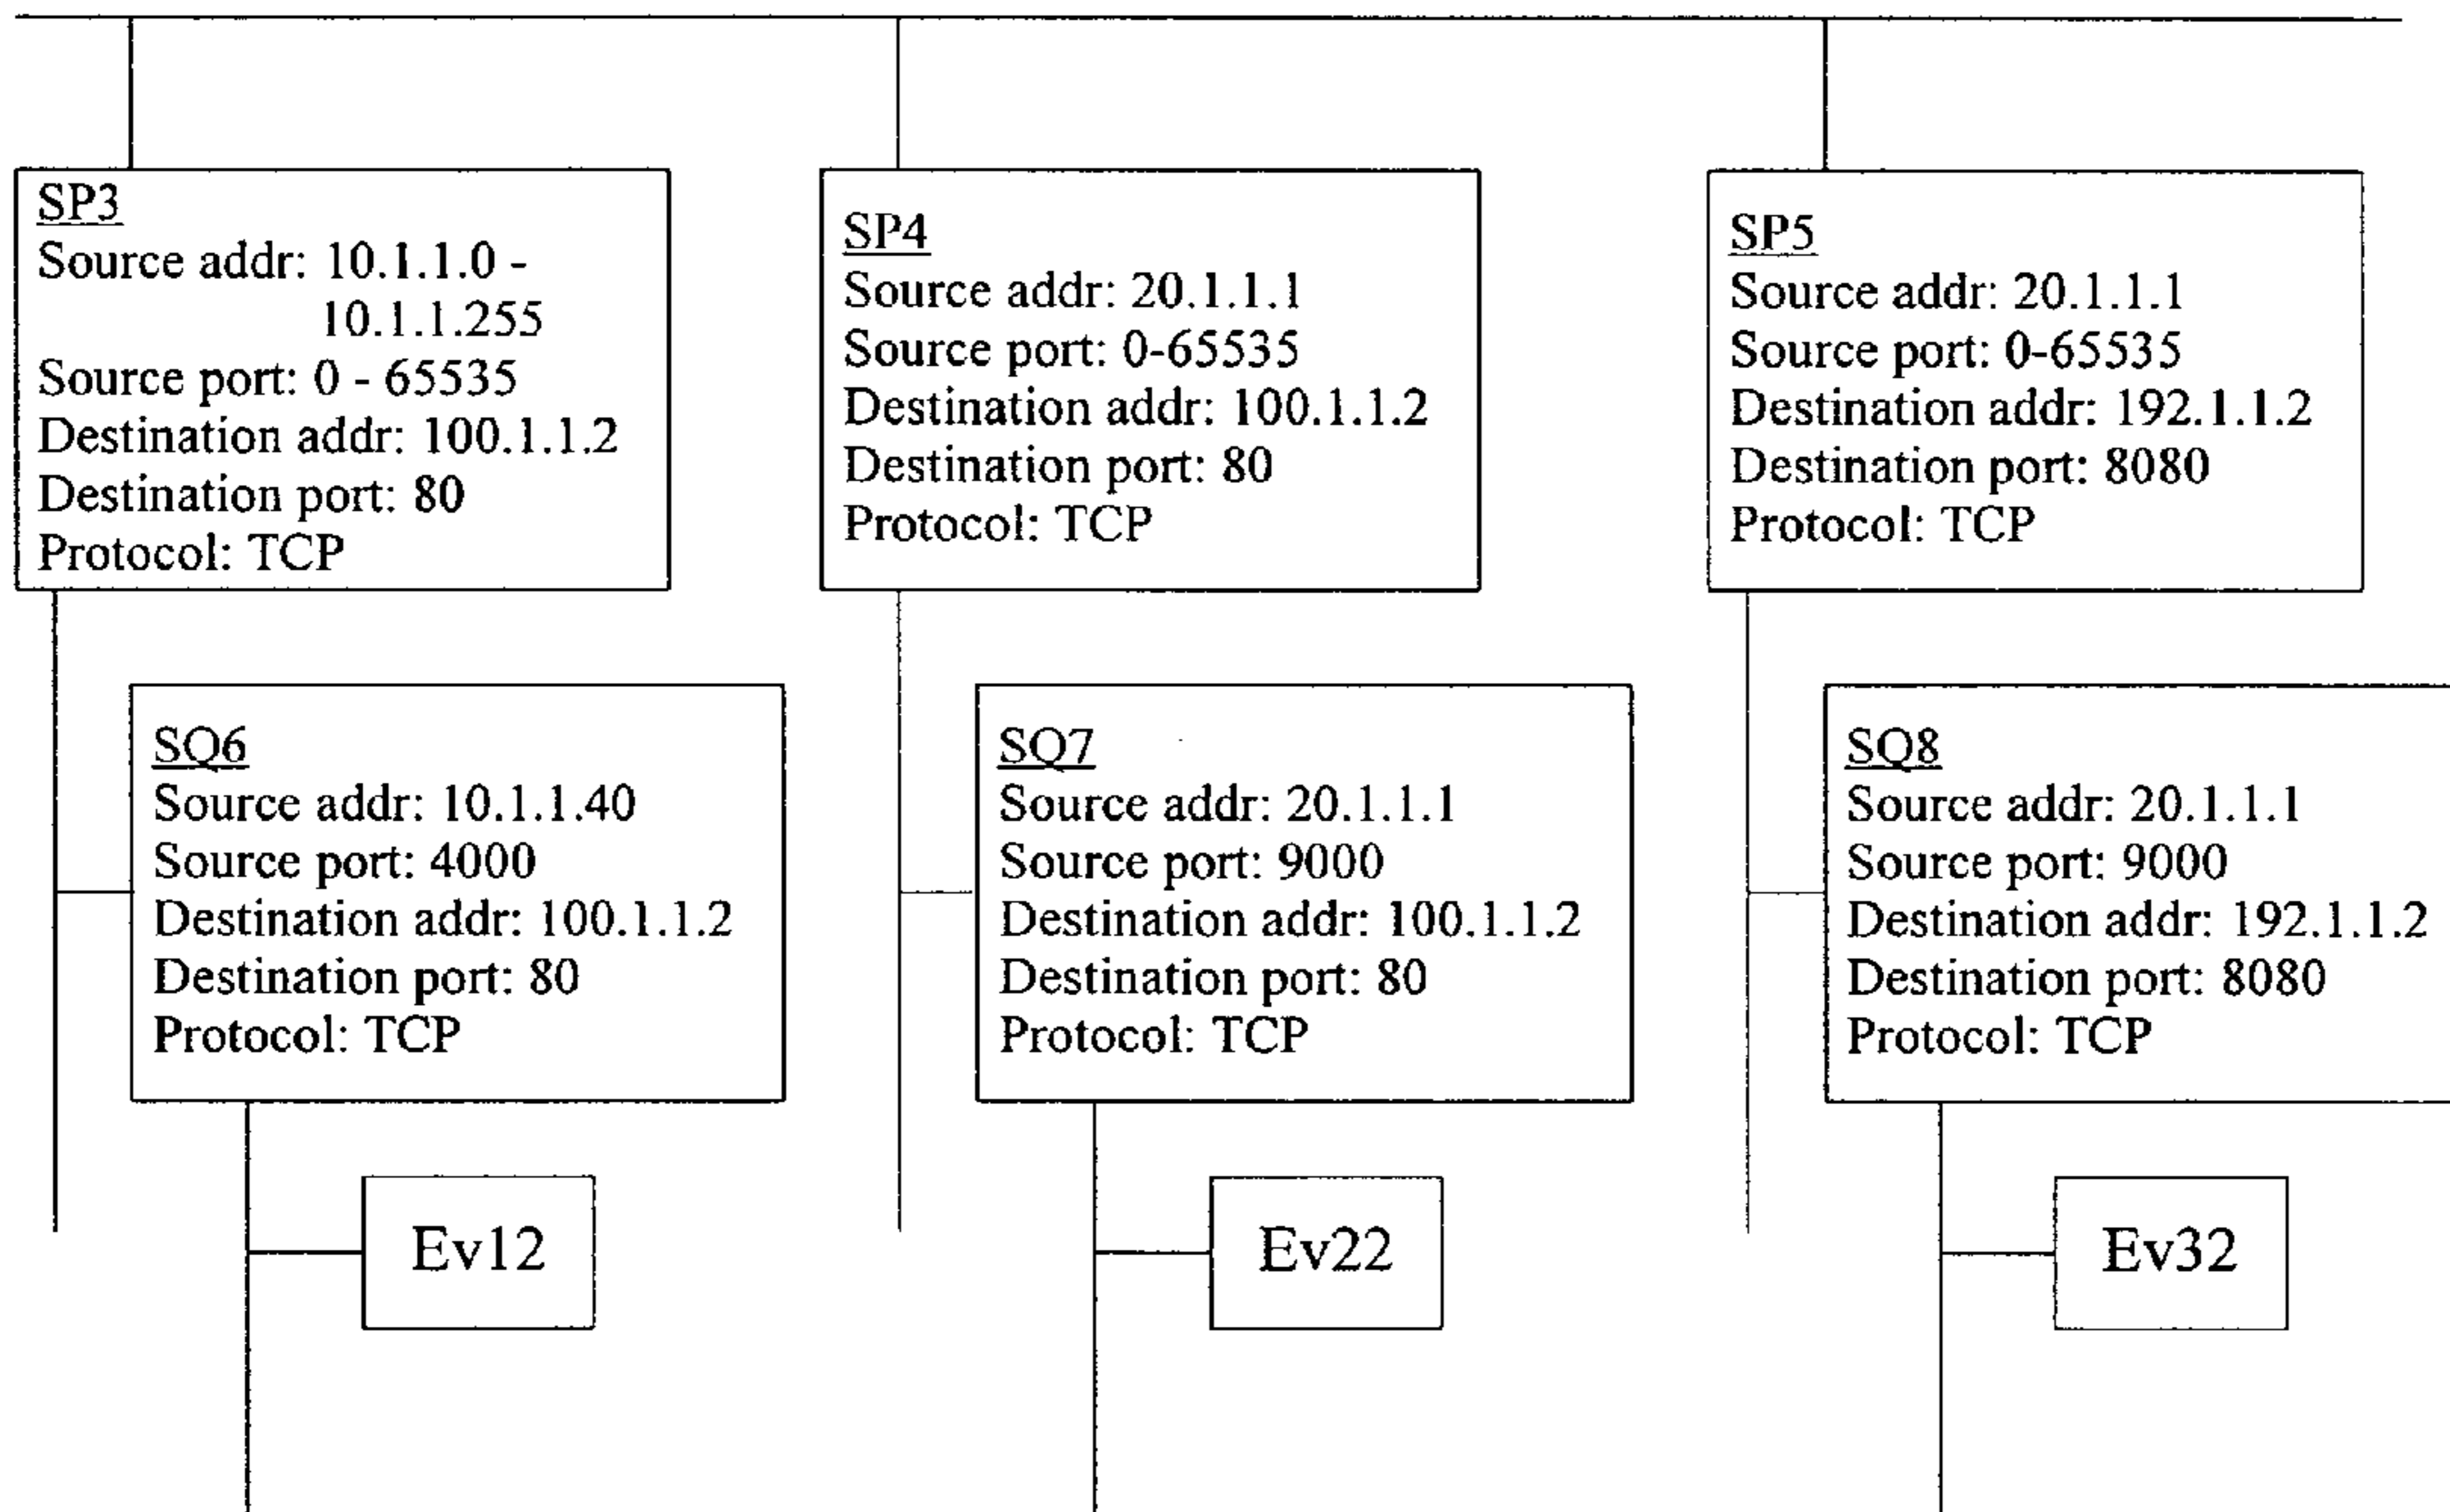 SP3
Source addr: 10.1.1.0 -
10.1.1.255
Source port: 0 - 65535
Destination addr: 100.1.1.2
Destination port: 80
Protocol: TCP
SP4
Source addr: 20.1.1.1
Source port: 0-65535
Destination addr: 100.1.1.2
Destination port: 80
Protocol: TCP
SP5
Source addr: 20.1.1.1
Source port: 0-65535
Destination addr: 192.1.1.2
Destination port: 8080
Protocol: TCP
SQ6
Source addr: 10.1.1.40
Source port: 4000
Destination addr: 100.1.1.2
Destination port: 80
Protocol: TCP
SQ7
Source addr: 20.1.1.1
Source port: 9000
Destination addr: 100.1.1.2
Destination port: 80
Protocol: TCP
SQ8
Source addr: 20.1.1.1
Source port: 9000
Destination addr: 192.1.1.2
Destination port: 8080
Protocol: TCP
Ev12
Ev22
Ev32